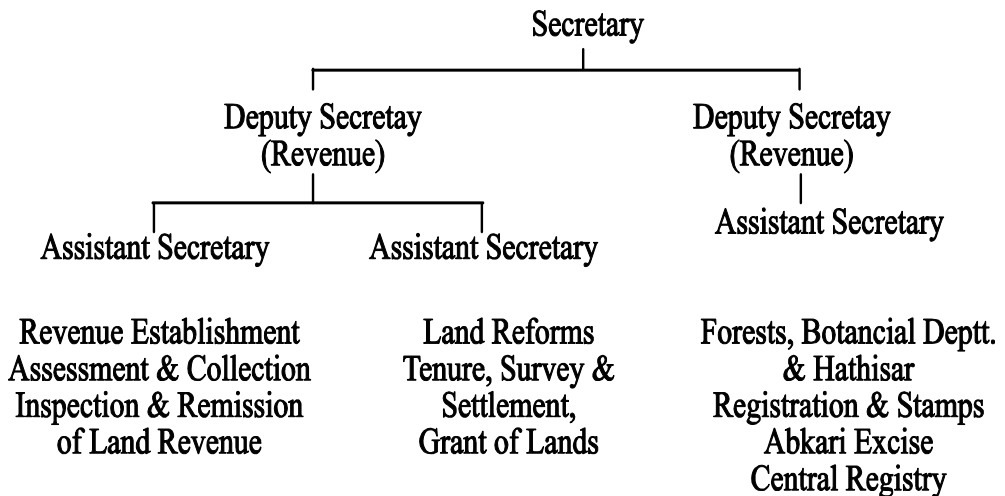 Secretary
Deputy Secretay
(Revenue)
Deputy Secretay
(Revenue)
Assistant Secretary
Assistant Secretary
Assistant Secretary
Revenue Establishment
Assessment & Collection
Inspection & Remission
of Land Revenue
Land Reforms
Tenure, Survey &
Settlement,
Grant of Lands
Forests, Botancial Deptt.
& Hathisar
Registration & Stamps
Abkari Excise
Central Registry